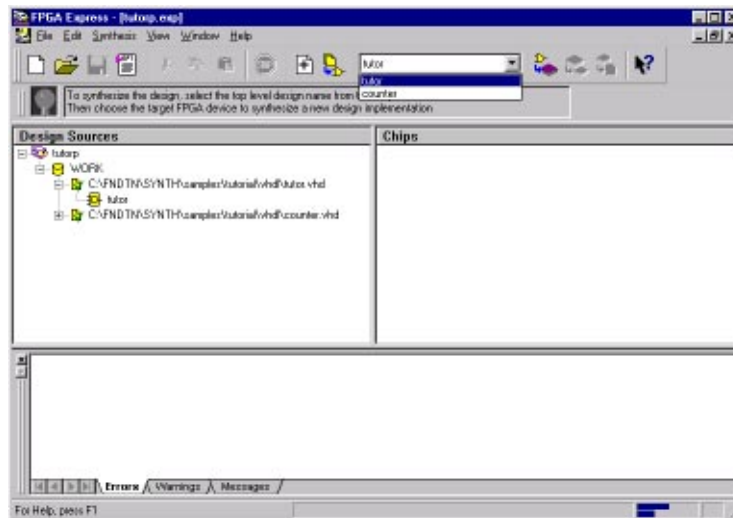 FPGA Express - [tutorp.exp]
File Edit Synthesis View Window Help
tutor
tutor
counter
To synthesize the design, select the top level design name from
Then choose the target FPGA device to synthesize a new design implementation
Design Sources
Chips
tutorp
WORK
C:\FNDTN\SYNTH\samples\tutorial\vhdl\tutor.vhd
tutor
C:\FNDTN\SYNTH\samples\tutorial\vhdl\counter.vhd
Errors Warnings Messages
For Help, press F1